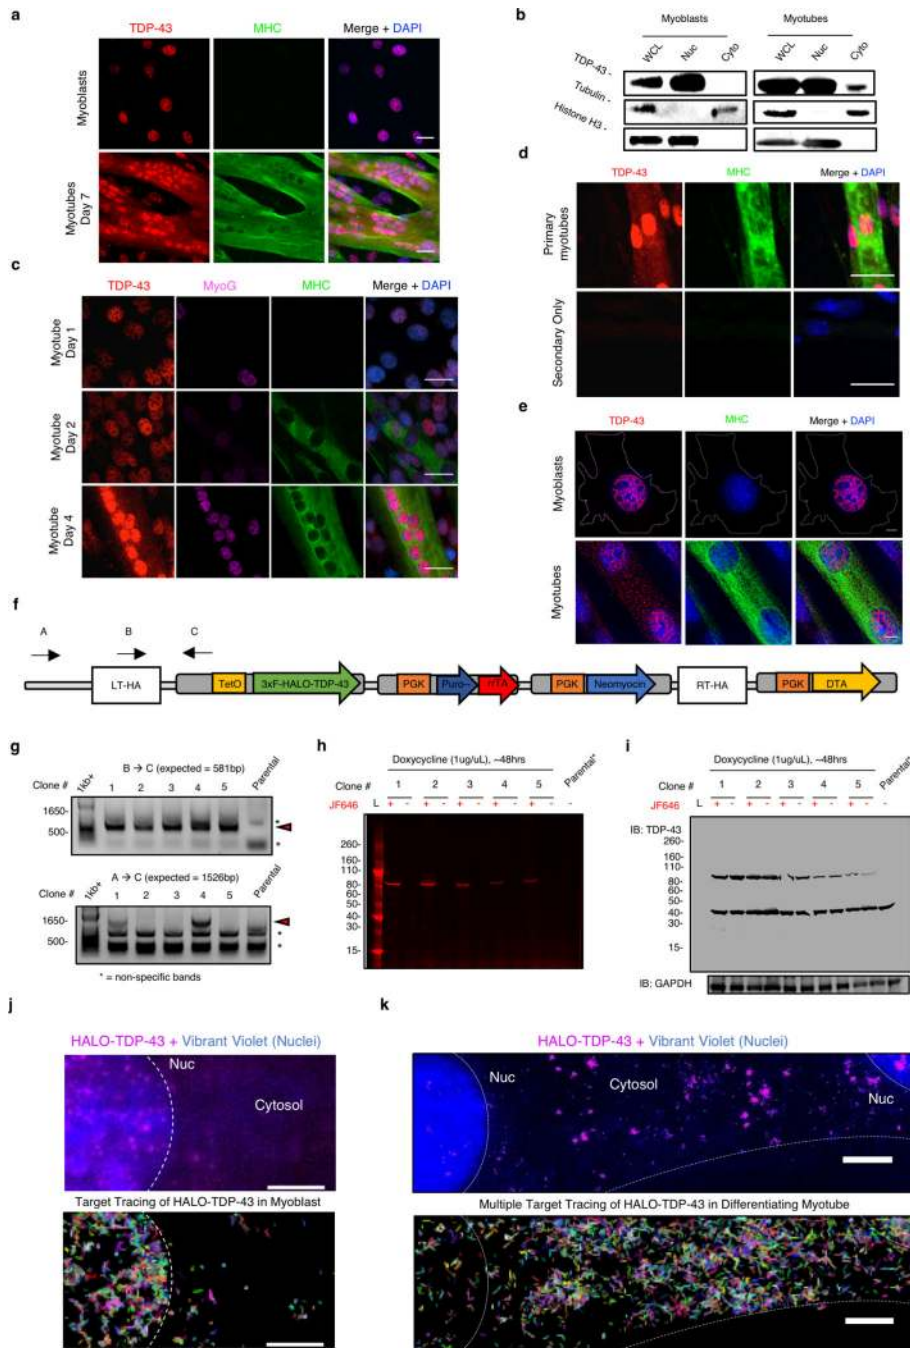 a
TDP-43
MHC
Merge + DAPI
Myoblasts
Myotubes
Day 7
b
Myoblasts
Myotubes
WCL
Nuc
Cyto
WCL
Nuc
Cyto
TDP-43 -
Tubulin -
Histone H3 -
c
TDP-43
MyoG
MHC
Merge + DAPI
Myotube
Day 1
Myotube
Day 2
Myotube
Day 4
d
TDP-43
MHC
Merge + DAPI
Primary
myotubes
Secondary Only
e
TDP-43
MHC
Merge + DAPI
Myoblasts
Myotubes
f
A
B
C
LT-HA
TetO
3xF-HALO-TDP-43
PGK
Puro
rTA
PGK
Neomyocin
RT-HA
PGK
DTA
g
B → C (expected = 581bp)
Clone #
1kb+
1 2 3 4 5
Parental
1650-
500-
*
*
A → C (expected = 1526bp)
Clone #
1kb+
1 2 3 4 5
Parental
1650-
500-
*
*
* = non-specific bands
h
Doxycycline (1ug/uL), ~48hrs
Clone #
1 2 3 4 5
Parental"
JF646 L + - + - + - + - + - -
260-
160-
110-
80-
60-
50-
40-
30-
15-
i
Doxycycline (1ug/uL), ~48hrs
Clone #
1 2 3 4 5
Parental"
JF646 L + - + - + - + - + - -
IB: TDP-43
260-
160-
110-
80-
60-
50-
40-
30-
15-
IB: GAPDH
j
HALO-TDP-43 + Vibrant Violet (Nuclei)
Nuc
Cytosol
Target Tracing of HALO-TDP-43 in Myoblast
k
HALO-TDP-43 + Vibrant Violet (Nuclei)
Nuc
Cytosol
Nuc
Multiple Target Tracing of HALO-TDP-43 in Differentiating Myotube